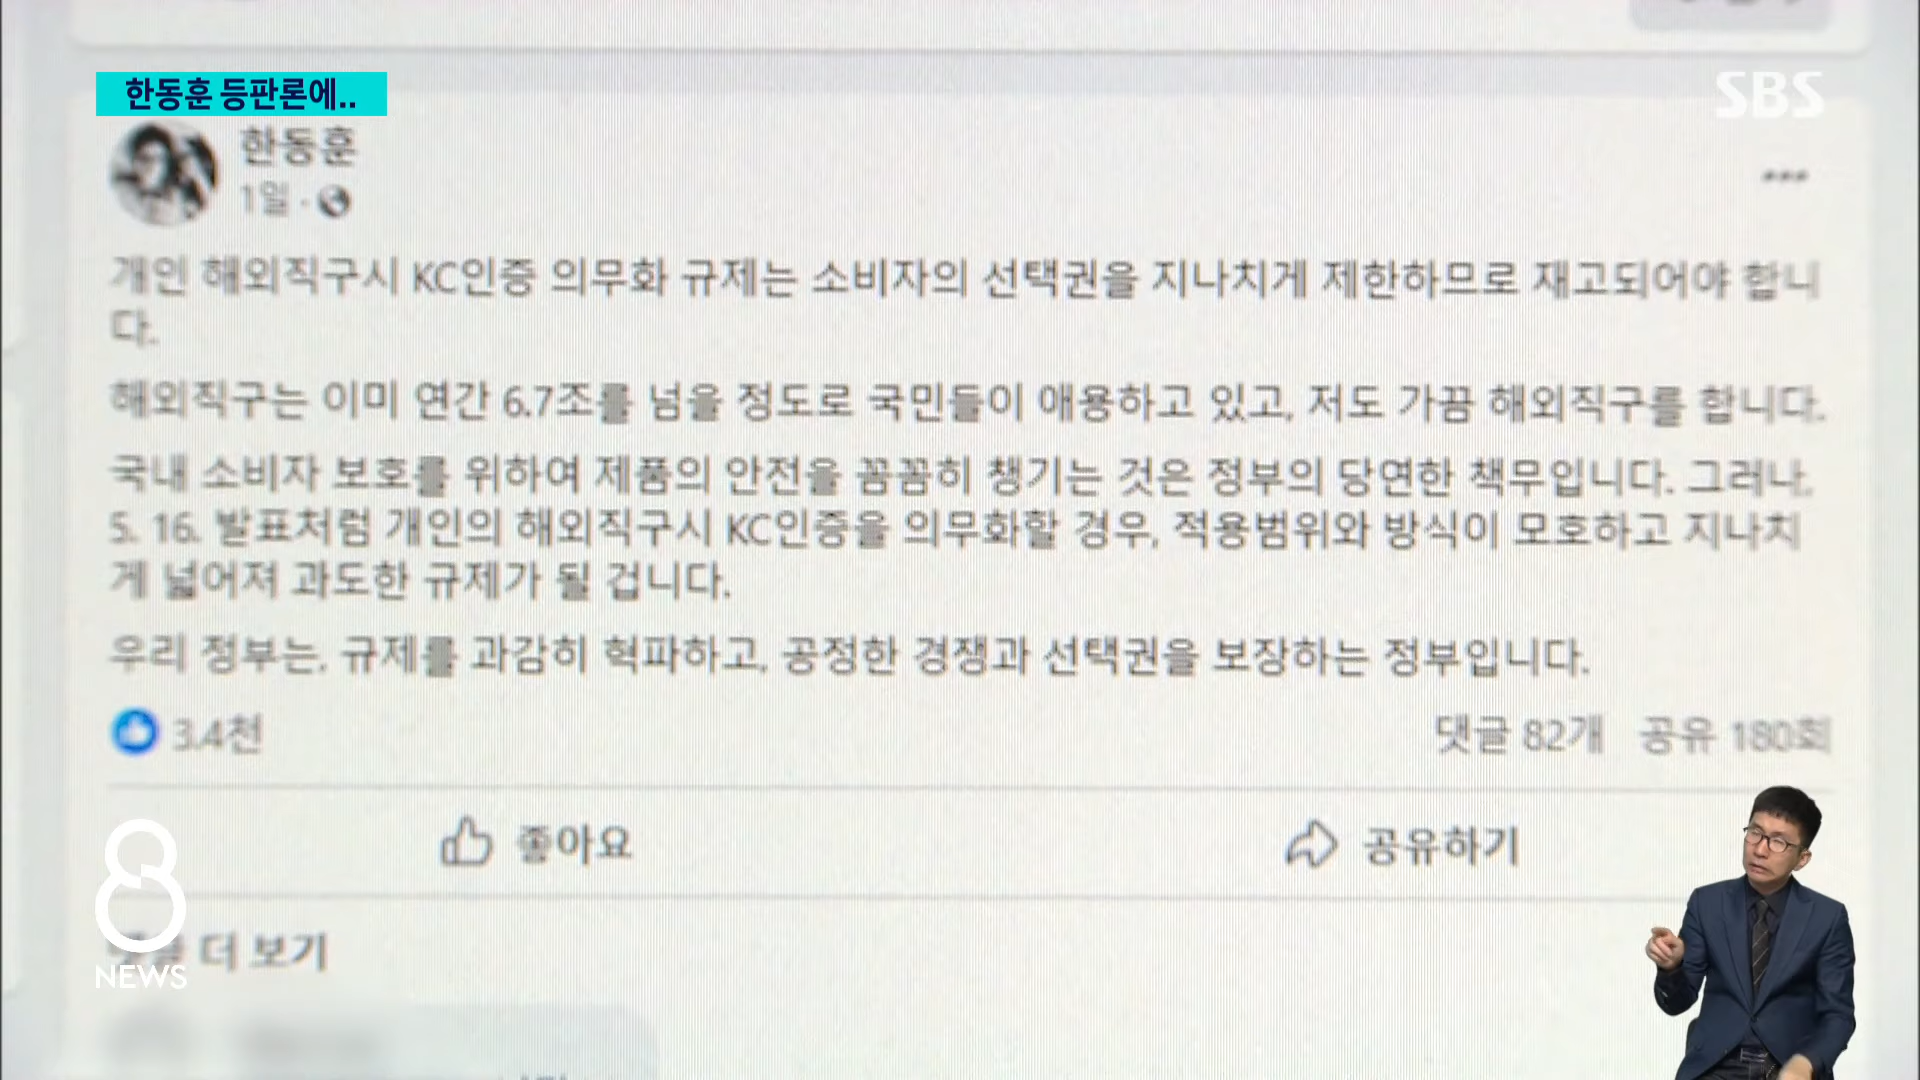 한동훈 등판론에..
SBS
한동훈
1일
개인 해외직구시 KC인증 의무화 규제는 소비자의 선택권을 지나치게 제한하므로 재고되어야 합니
다.
해외직구는 이미 연간 6.7조를 넘을 정도로 국민들이 애용하고 있고, 저도 가끔 해외직구를 합니다.
국내 소비자 보호를 위하여 제품의 안전을 꼼꼼히 챙기는 것은 정부의 당연한 책무입니다. 그러나,
5. 16. 발표처럼 개인의 해외직구시 KC인증을 의무화할 경우, 적용범위와 방식이 모호하고 지나치
게 넓어져 과도한 규제가 될 겁니다.
우리 정부는, 규제를 과감히 혁파하고, 공정한 경쟁과 선택권을 보장하는 정부입니다.
3.4천
댓글 82개 공유 180회
좋아요
공유하기
더 보기
8
NEWS